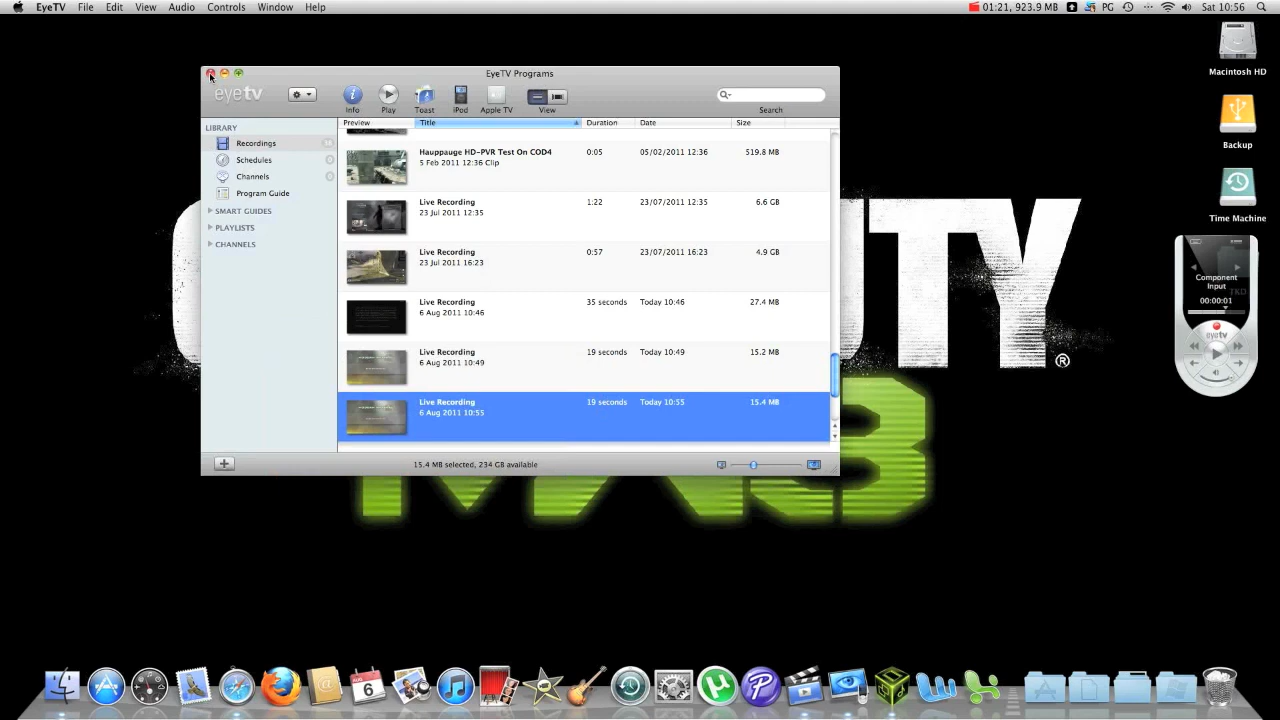 EyeTV File Edit View Audio Controls Window Help
01:21, 923.9 MB PG Sat 10:56
Macintosh HD
Backup
Time Machine
EyeTV Programs
eyetv
Info Play Toast iPod Apple TV View Search
LIBRARY
Recordings
Schedules
Channels
Program Guide
SMART GUIDES
PLAYLISTS
CHANNELS
Preview Title Duration Date Size
Hauppauge HD-PVR Test On COD4 0:05 05/02/2011 12:36 519.8 MB
5 Feb 2011 12:36 Clip
Live Recording 1:22 23/07/2011 12:35 6.6 GB
23 Jul 2011 12:35
Live Recording 0:57 23/07/2011 16:23 4.9 GB
23 Jul 2011 16:23
Live Recording 35 seconds Today 10:46 27.4 MB
6 Aug 2011 10:46
Live Recording 19 seconds Today 10:49 15.2 MB
6 Aug 2011 10:49
Live Recording 19 seconds Today 10:55 15.4 MB
6 Aug 2011 10:55
15.4 MB selected, 234 GB available
Component
Input
00:00:01
eyetv
UTY
®
MW3
AUG
6